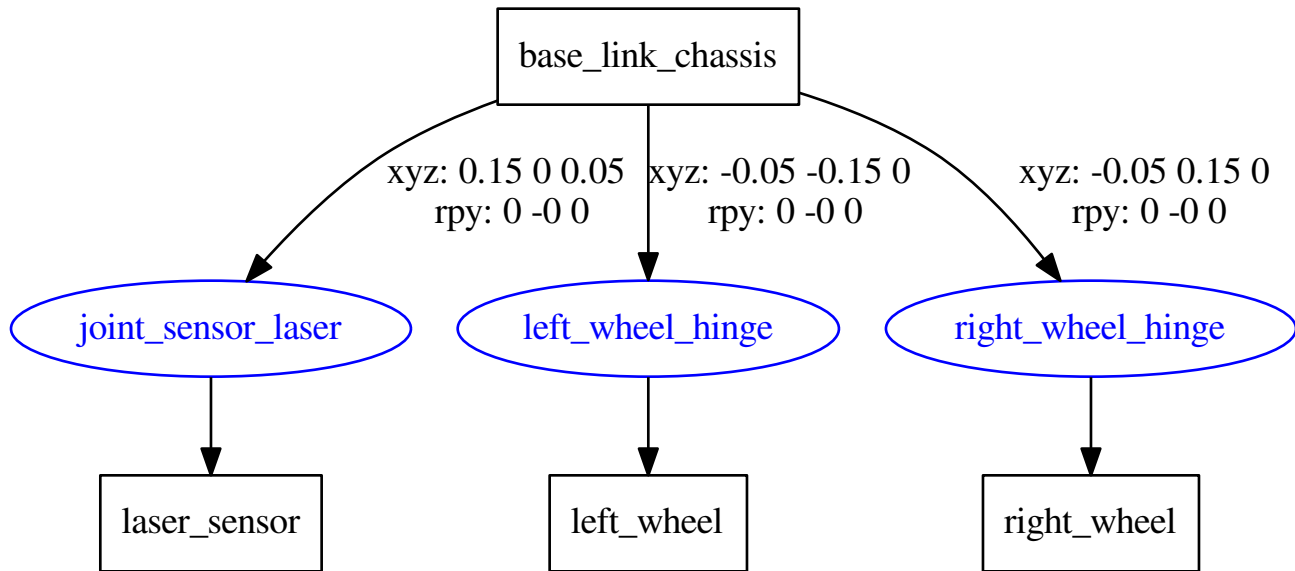 base_link_chassis
xyz: 0.15 0 0.05
rpy: 0 -0 0
xyz: -0.05 -0.15 0
rpy: 0 -0 0
xyz: -0.05 0.15 0
rpy: 0 -0 0
joint_sensor_laser
left_wheel_hinge
right_wheel_hinge
laser_sensor
left_wheel
right_wheel